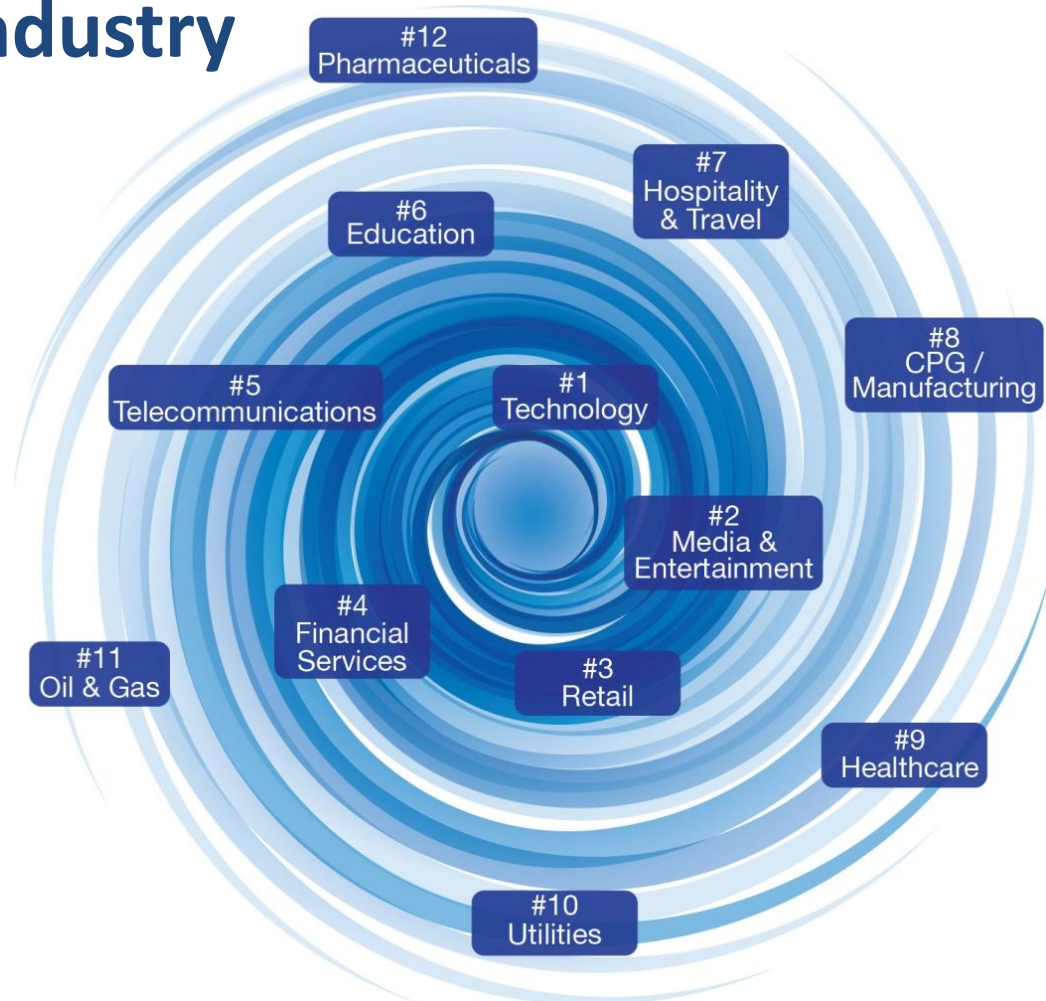 #12
Pharmaceuticals
#7
Hospitality
& Travel
#6
Education
#8
CPG /
Manufacturing
#5
Telecommunications
#1
Technology
#2
Media &
Entertainment
#4
Financial
Services
#11
Oil & Gas
#3
Retail
#9
Healthcare
#10
Utilities